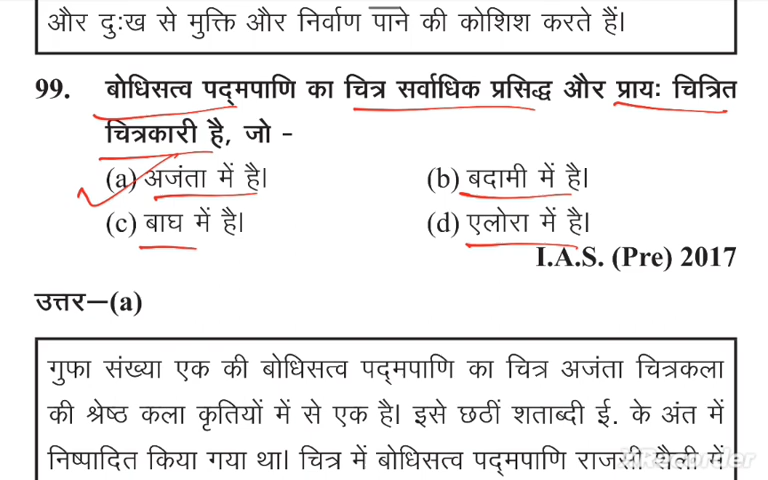 और दुःख से मुक्ति और निर्वाण पाने की कोशिश करते हैं।
99. बोधिसत्व पद्मपाणि का चित्र सर्वाधिक प्रसिद्ध और प्रायः चित्रित
चित्रकारी है, जो -
(a) अजंता में है। (b) बदामी में है।
(c) बाघ में है। (d) एलोरा में है।
I.A.S. (Pre) 2017
उत्तर–(a)
गुफा संख्या एक की बोधिसत्व पद्मपाणि का चित्र अजंता चित्रकला
की श्रेष्ठ कला कृतियों में से एक है। इसे छठीं शताब्दी ई. के अंत में
निष्पादित किया गया था। चित्र में बोधिसत्व पद्मपाणि राजसी शैली में